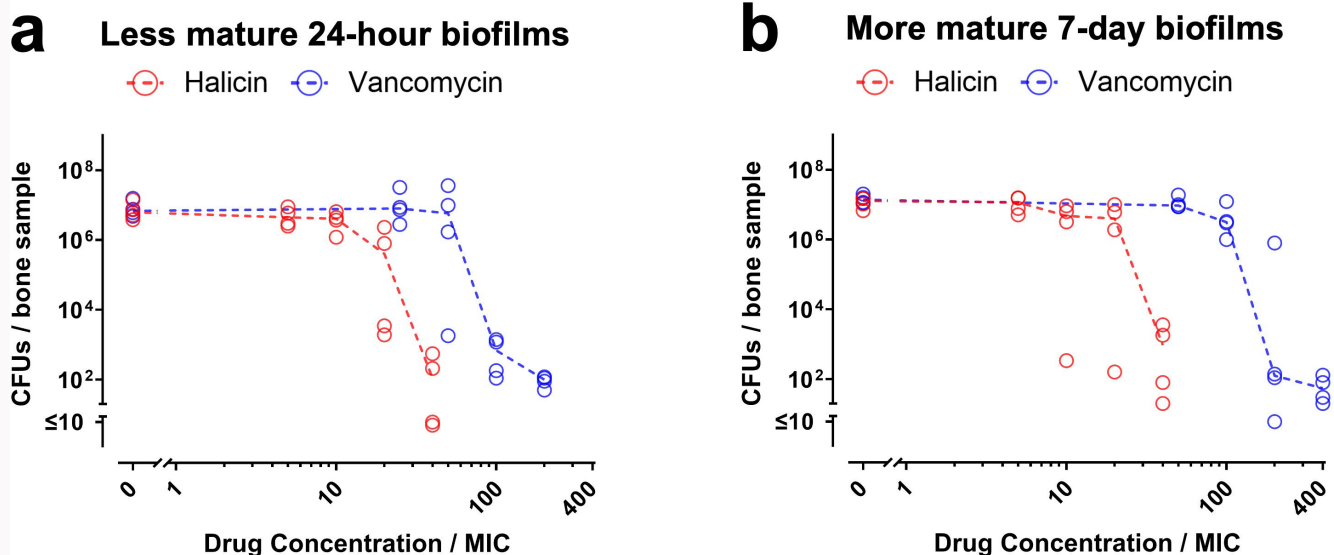 a
Less mature 24-hour biofilms
Halicin
Vancomycin
CFUs / bone sample
10⁸
10⁶
10⁴
10²
≤10
0
1
10
100
400
Drug Concentration / MIC
b
More mature 7-day biofilms
Halicin
Vancomycin
CFUs / bone sample
10⁸
10⁶
10⁴
10²
≤10
0
1
10
100
400
Drug Concentration / MIC